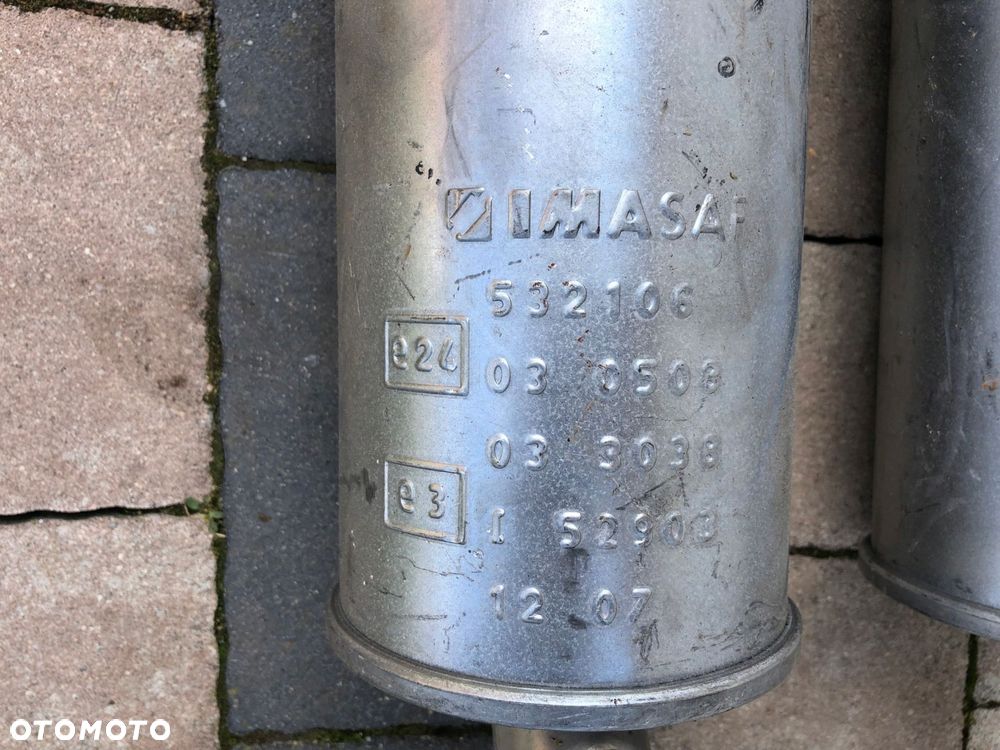 IMASAF
532106
e24 03 0508
03 3038
e3 I 52903
12 07
OTOMOTO